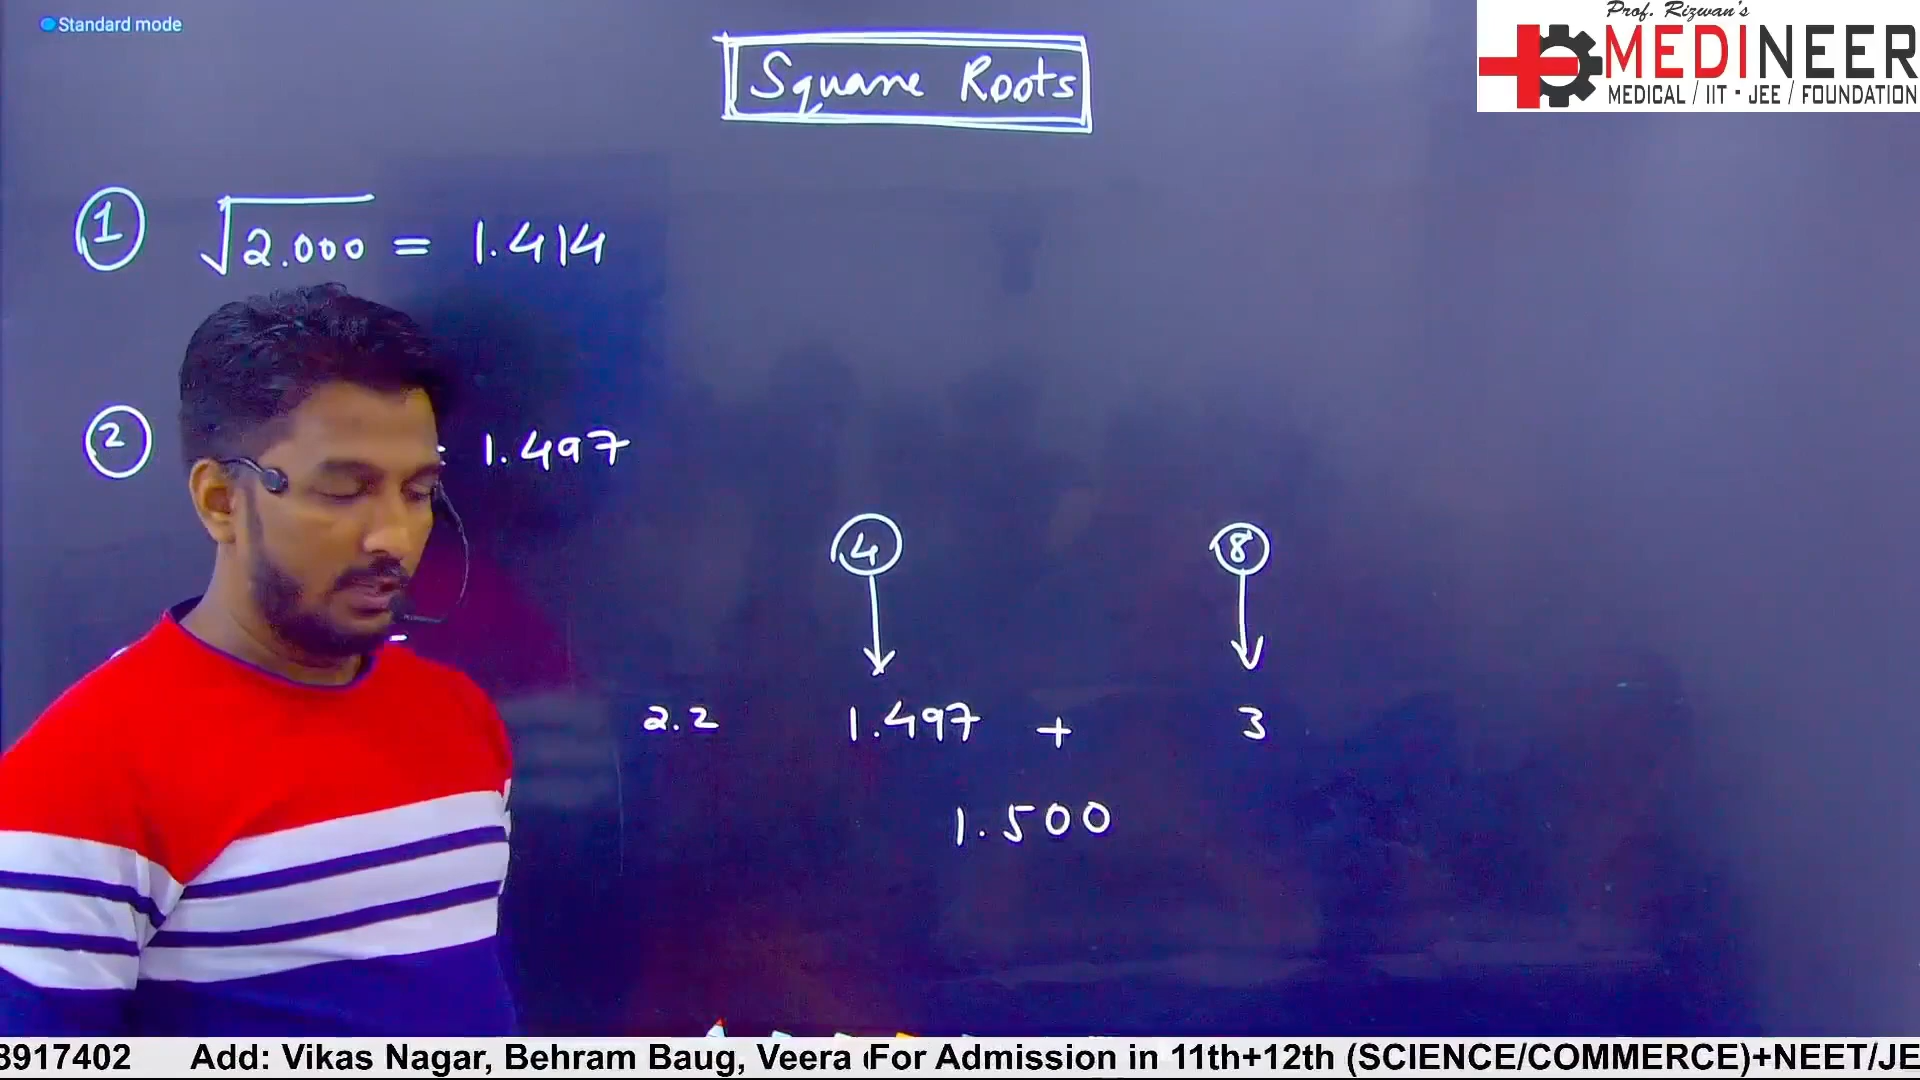 Standard mode
Prof. Rizwan's
MEDINEER
MEDICAL / IIT - JEE / FOUNDATION
Square Roots
1 √2.000 = 1.414
2 1.497
4 8
2.2 1.497 + 3
1.500
8917402 Add: Vikas Nagar, Behram Baug, Veera For Admission in 11th+12th (SCIENCE/COMMERCE)+NEET/JE